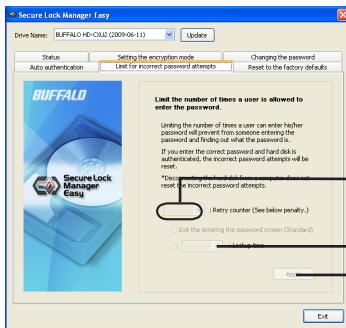 Secure Lock Manager Easy
Drive Name: BUFFALO HD-CXU2 (2009-06-11) Update
Status Setting the encryption mode Changing the password
Auto authentication Limit for incorrect password attempts Reset to the factory defaults
BUFFALO
Secure Lock
Manager
Easy
Limit the number of times a user is allowed to
enter the password.
Limiting the number of times a user can enter his/her
password will prevent from someone entering the
password and finding out what the password is.
If you enter the correct password and hard disk is
authenticated, the incorrect password attempts will be
reset.
*Disconnecting the hard disk from a computer does not
reset the incorrect password attempts.
: Retry counter (See below penalty.)
Exit the entering the password screen (Standard)
: Lockup time
Apply
Exit